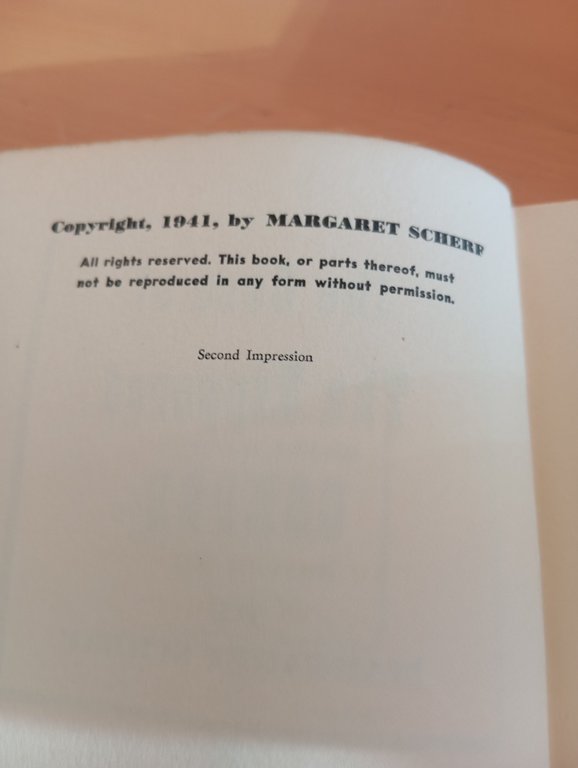 Copyright, 1941, by MARGARET SCHERF
All rights reserved. This book, or parts thereof, must
not be reproduced in any form without permission.
Second Impression